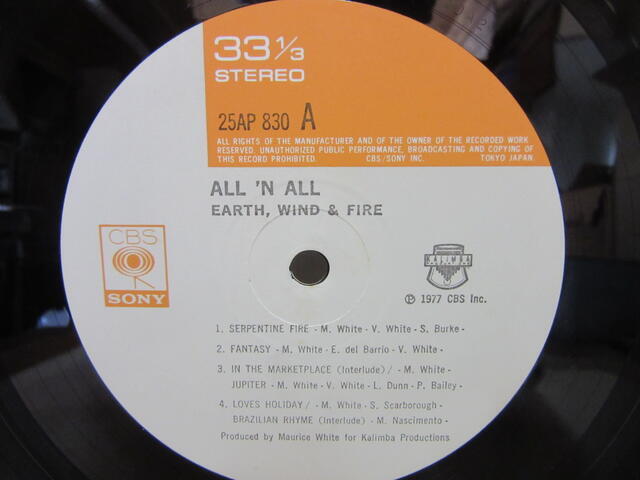 33 1/3
STEREO
25AP 830 A
ALL RIGHTS OF THE MANUFACTURER AND OF THE OWNER OF THE RECORDED WORK
RESERVED. UNAUTHORIZED PUBLIC PERFORMANCE, BROADCASTING AND COPYING OF
THIS RECORD PROHIBITED. CBS/SONY INC. TOKYO JAPAN.
ALL 'N ALL
EARTH, WIND & FIRE
CBS
SONY
KALIMBA
℗ 1977 CBS Inc.
1. SERPENTINE FIRE - M. White - V. White - S. Burke -
2. FANTASY - M. White - E. del Barrio - V. White -
3. IN THE MARKETPLACE (Interlude) / - M. White -
JUPITER - M. White - V. White - L. Dunn - P. Bailey -
4. LOVES HOLIDAY / - M. White - S. Scarborough -
BRAZILIAN RHYME (Interlude) - M. Nascimento -
Produced by Maurice White for Kalimba Productions